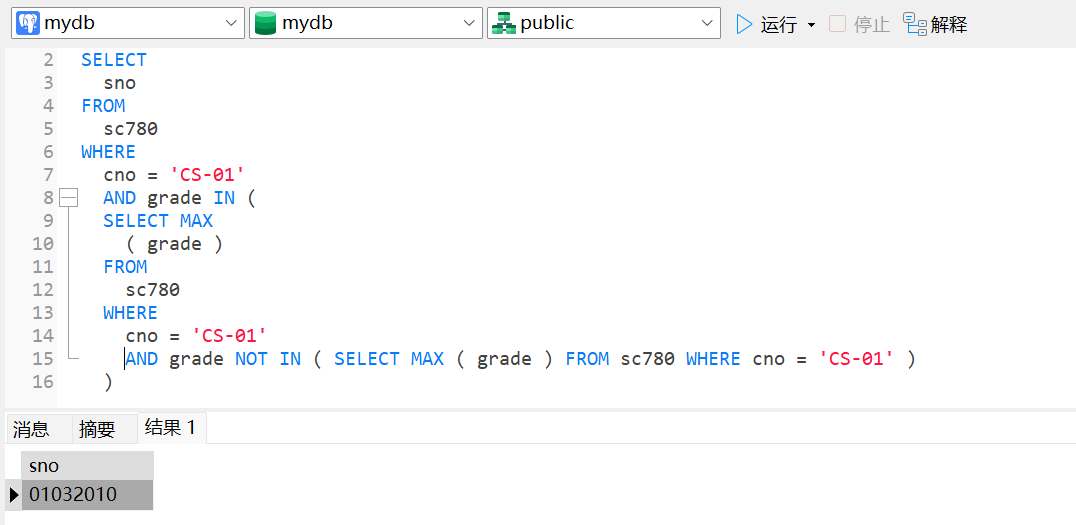 mydb mydb public 运行 停止 解释
2 SELECT
3 sno
4 FROM
5 sc780
6 WHERE
7 cno = 'CS-01'
8 AND grade IN (
9 SELECT MAX
10 ( grade )
11 FROM
12 sc780
13 WHERE
14 cno = 'CS-01'
15 AND grade NOT IN ( SELECT MAX ( grade ) FROM sc780 WHERE cno = 'CS-01' )
16 )
消息 摘要 结果 1
sno
01032010